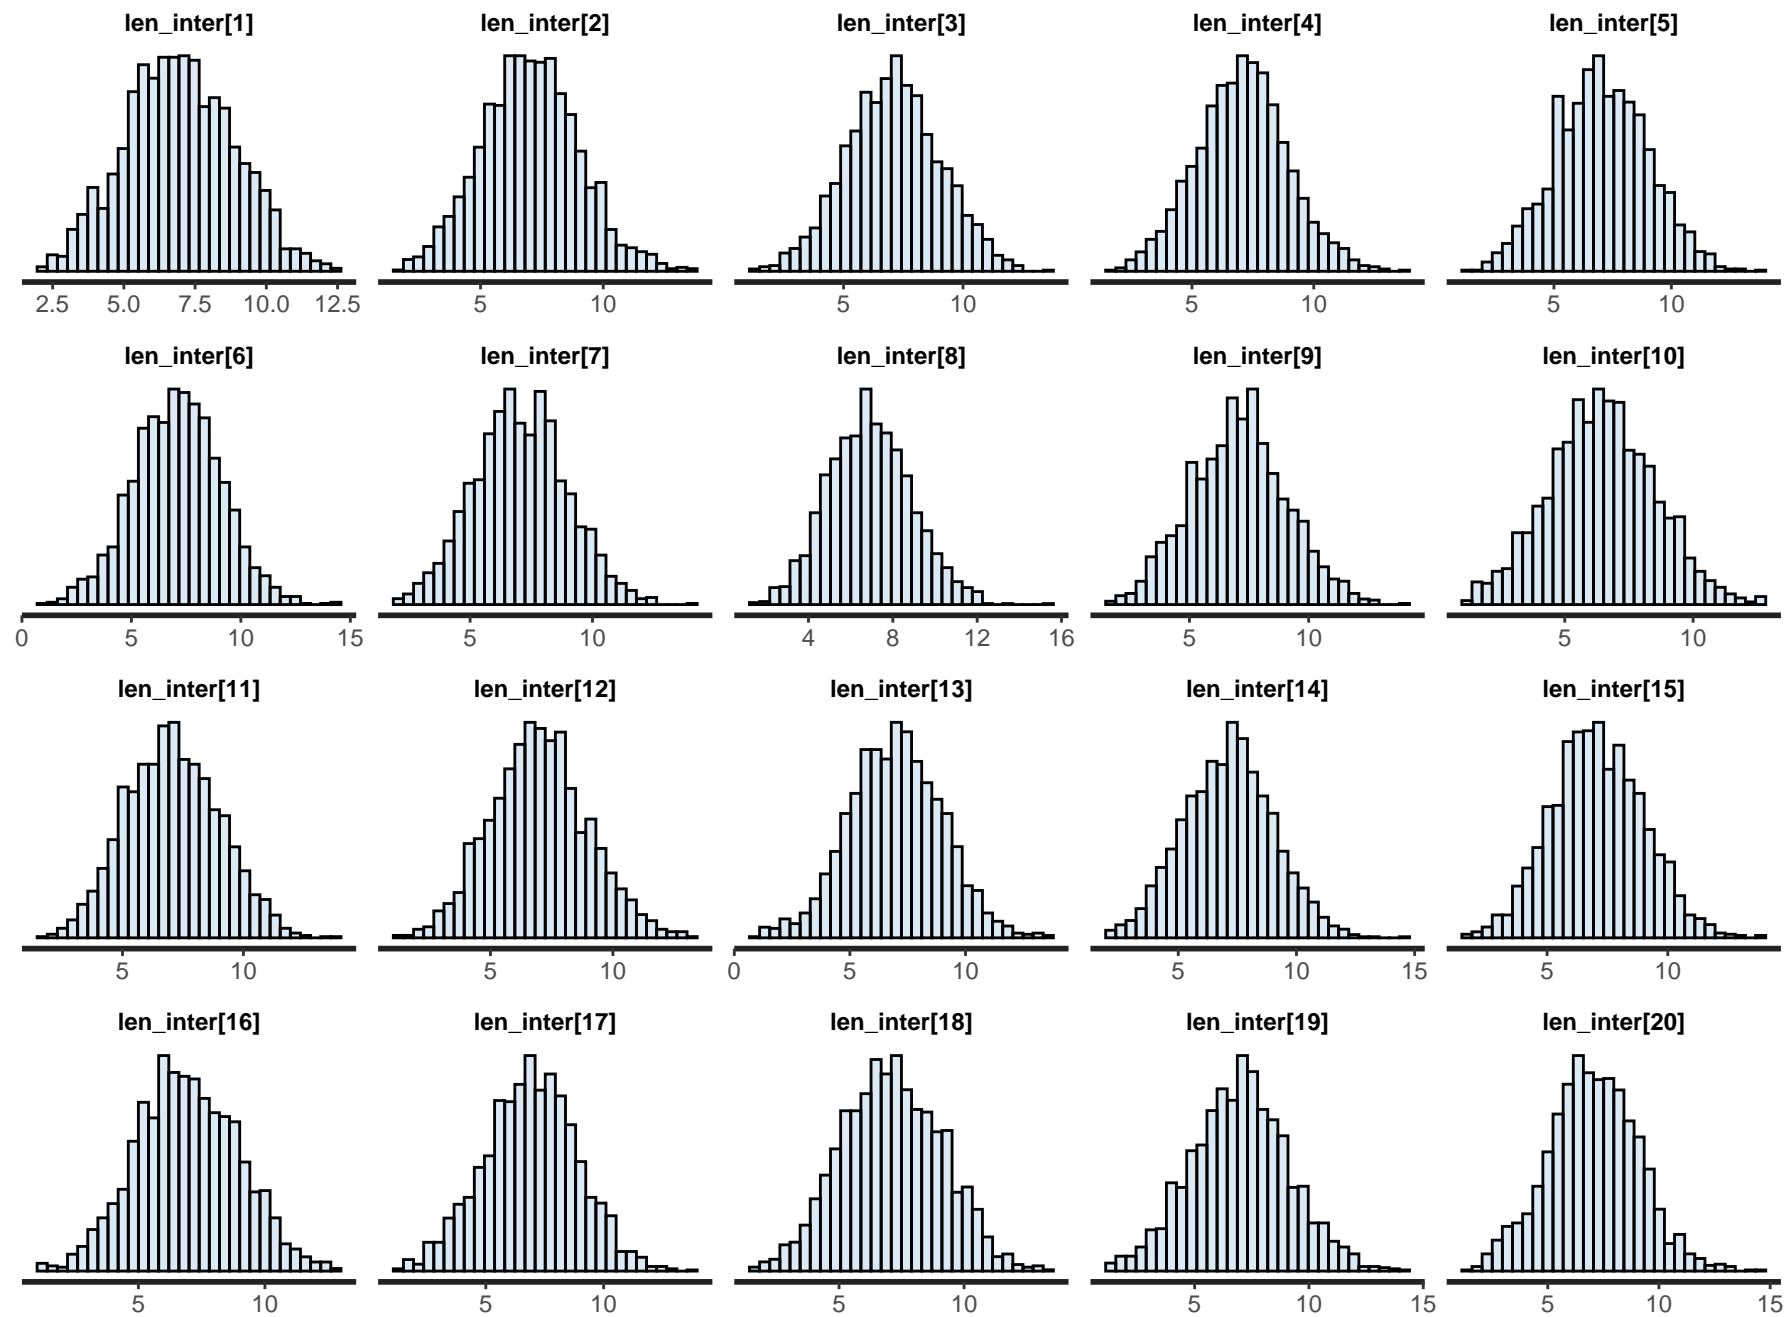 len_inter[1] len_inter[2] len_inter[3] len_inter[4] len_inter[5]
2.5 5.0 7.5 10.0 12.5 5 10 5 10 5 10 5 10
len_inter[6] len_inter[7] len_inter[8] len_inter[9] len_inter[10]
0 5 10 15 5 10 4 8 12 16 5 10 5 10
len_inter[11] len_inter[12] len_inter[13] len_inter[14] len_inter[15]
5 10 5 10 0 5 10 5 10 15 5 10
len_inter[16] len_inter[17] len_inter[18] len_inter[19] len_inter[20]
5 10 5 10 5 10 5 10 15 5 10 15